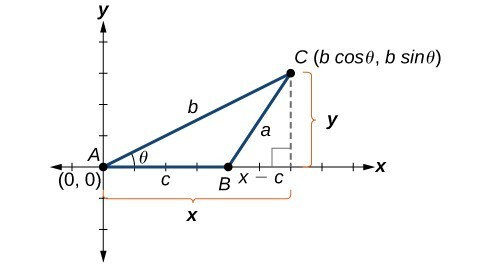 y
C (b cosθ, b sinθ)
b
y
a
A
θ
(0, 0)
c
B
x − c
x
x